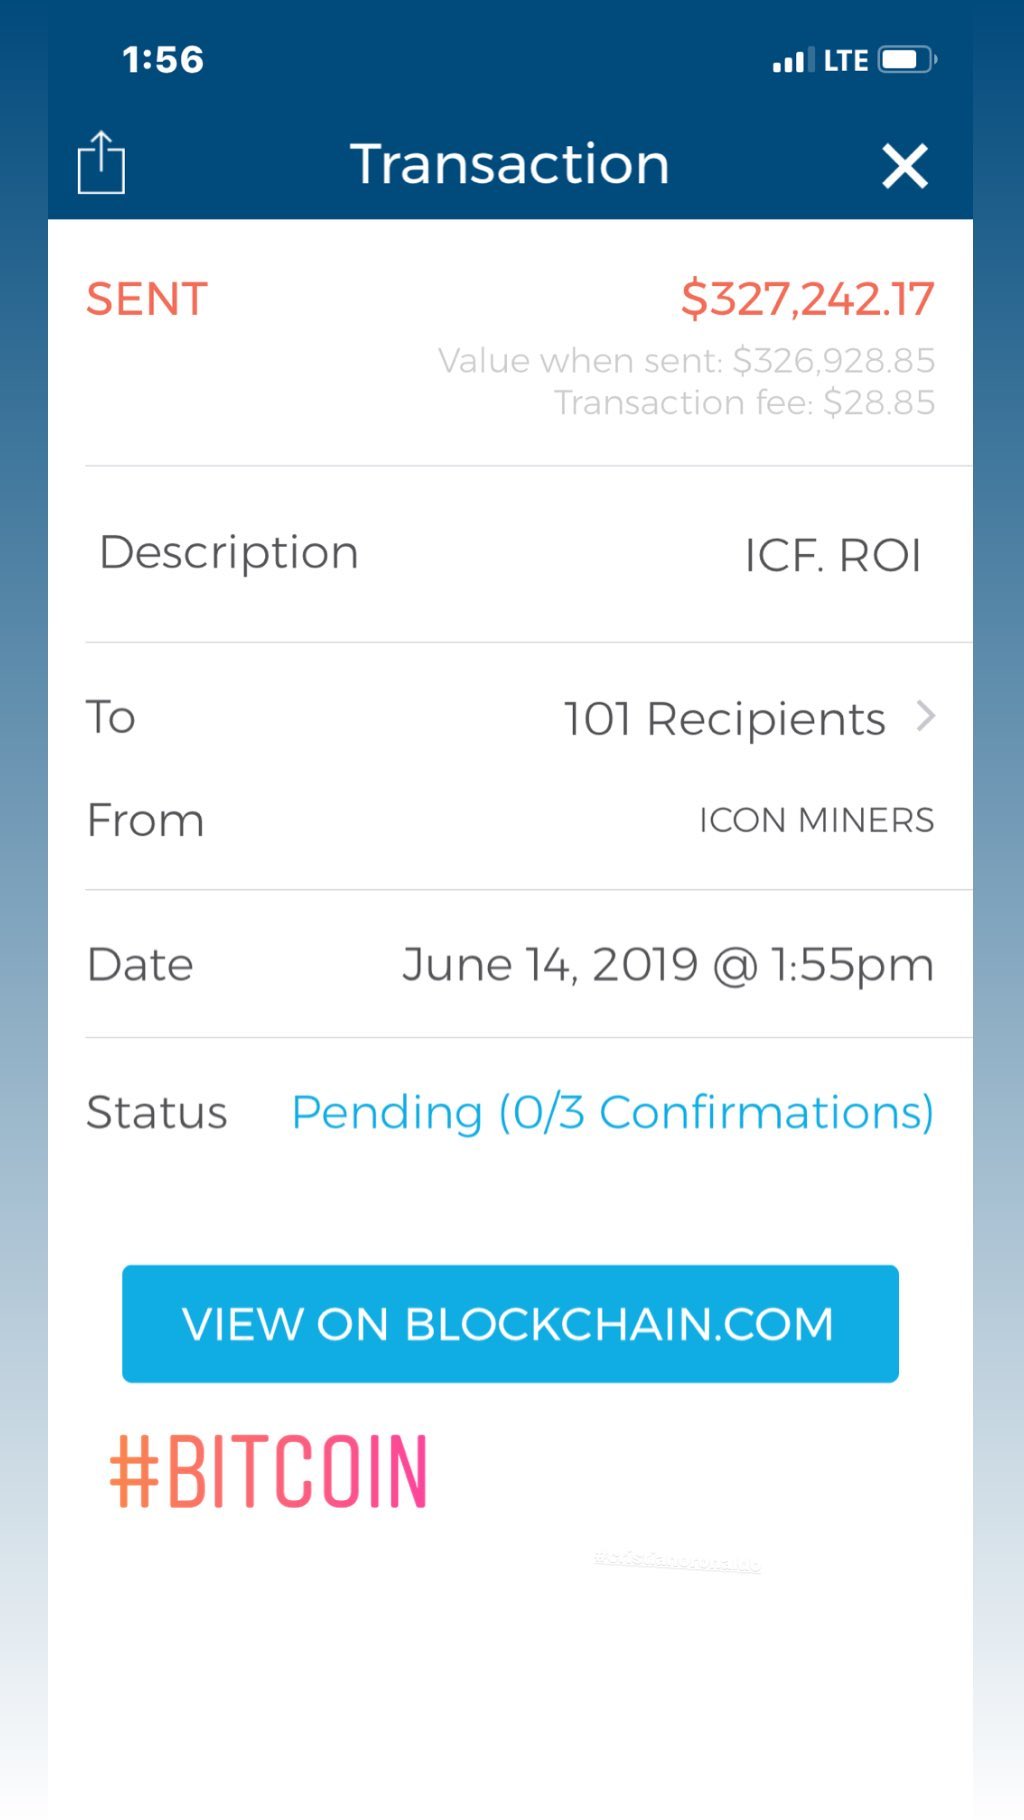 1:56 LTE
Transaction
SENT $327,242.17
Value when sent: $326,928.85
Transaction fee: $28.85
Description ICF. ROI
To 101 Recipients
From ICON MINERS
Date June 14, 2019 @ 1:55pm
Status Pending (0/3 Confirmations)
VIEW ON BLOCKCHAIN.COM
#BITCOIN
#cristianoronaldo